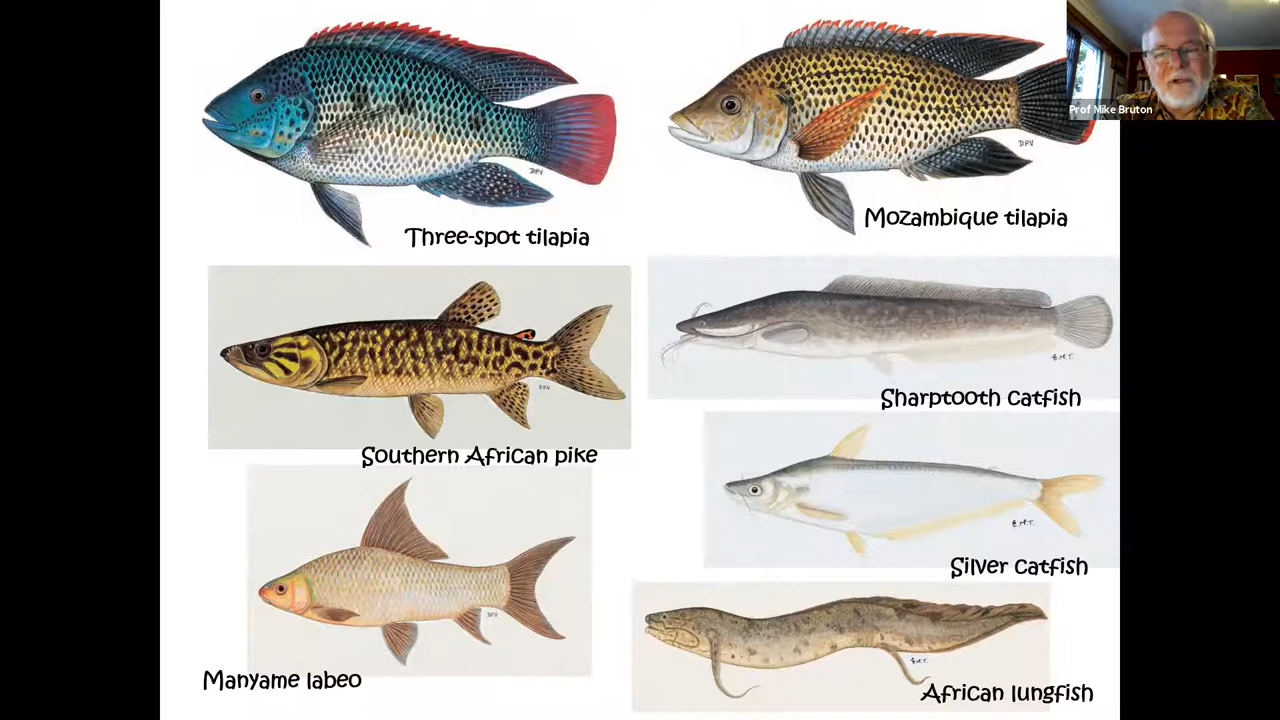 Prof Mike Bruton
D.P.V
D.P.V
Three-spot tilapia
Mozambique tilapia
D.P.V
E.M.T.
Southern African pike
Sharptooth catfish
E.M.T.
Silver catfish
D.P.V
Manyame labeo
E.M.T.
African lungfish